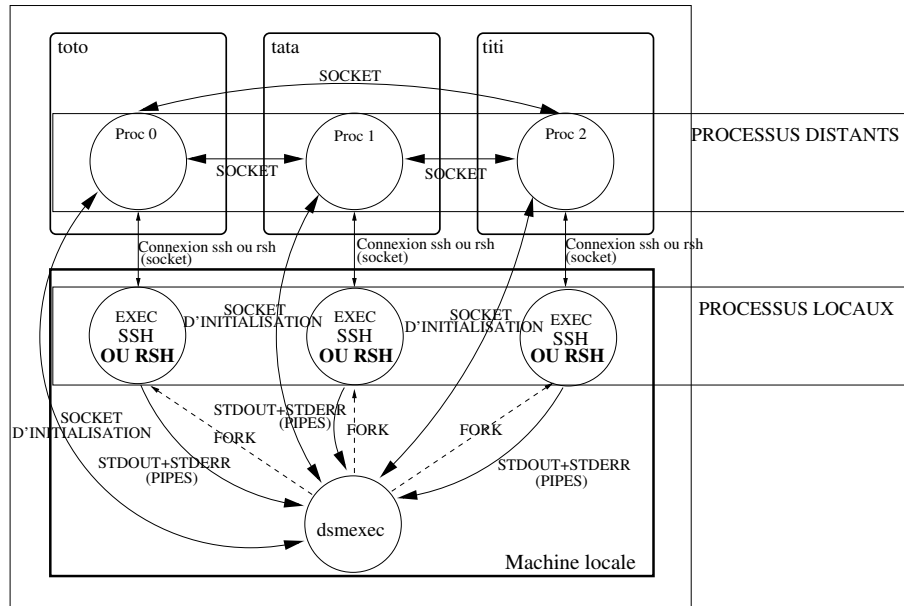 toto
tata
titi
SOCKET
Proc 0
Proc 1
Proc 2
PROCESSUS DISTANTS
SOCKET
SOCKET
Connexion ssh ou rsh
(socket)
Connexion ssh ou rsh
(socket)
Connexion ssh ou rsh
(socket)
PROCESSUS LOCAUX
EXEC
SSH
OU RSH
SOCKET
D'INITIALISATION
EXEC
SSH
OU RSH
SOCKET
D'INITIALISATION
EXEC
SSH
OU RSH
SOCKET
D'INITIALISATION
STDOUT+STDERR
(PIPES)
FORK
STDOUT+STDERR
(PIPES)
FORK
FORK
STDOUT+STDERR
(PIPES)
dsmexec
Machine locale